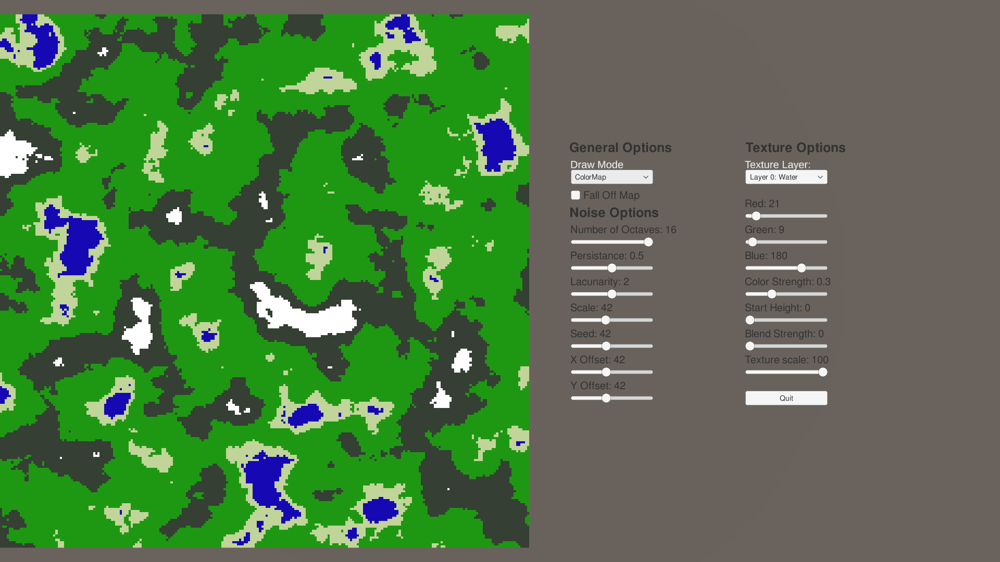 General Options
Draw Mode
ColorMap
Fall Off Map
Noise Options
Number of Octaves: 16
Persistance: 0.5
Lacunarity: 2
Scale: 42
Seed: 42
X Offset: 42
Y Offset: 42
Texture Options
Texture Layer:
Layer 0: Water
Red: 21
Green: 9
Blue: 180
Color Strength: 0.3
Start Height: 0
Blend Strength: 0
Texture scale: 100
Quit